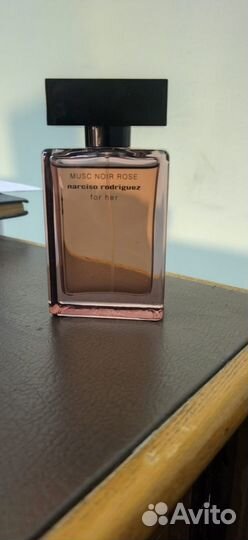 MUSC NOIR ROSE
narciso rodriguez
for her
Avito